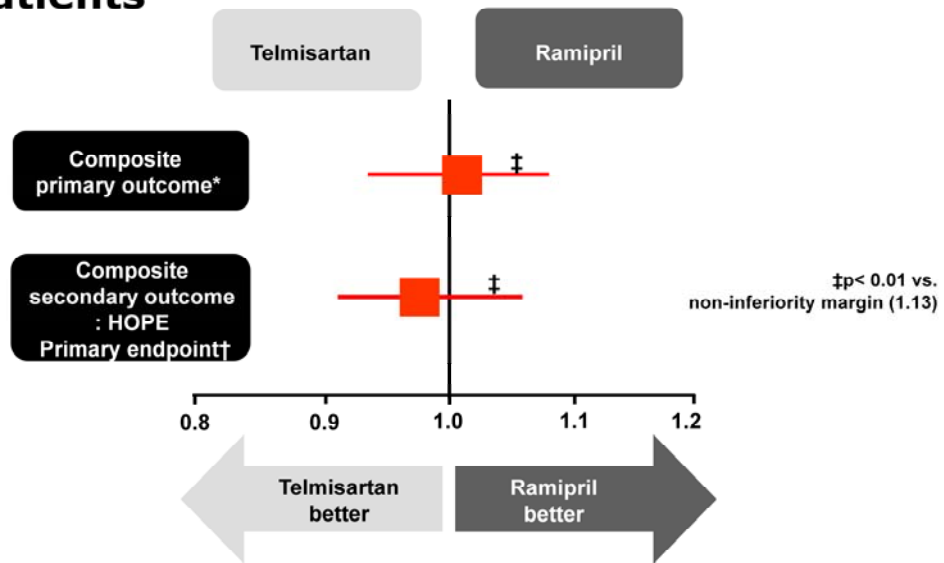 Telmisartan
Ramipril
Composite
primary outcome*
‡
Composite
secondary outcome
: HOPE
Primary endpoint†
‡
‡p< 0.01 vs.
non-inferiority margin (1.13)
0.8 0.9 1.0 1.1 1.2
Telmisartan
better
Ramipril
better